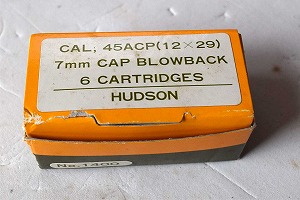 CAL; 45ACP(12×29)
7mm CAP BLOWBACK
6 CARTRIDGES
HUDSON
No.1400